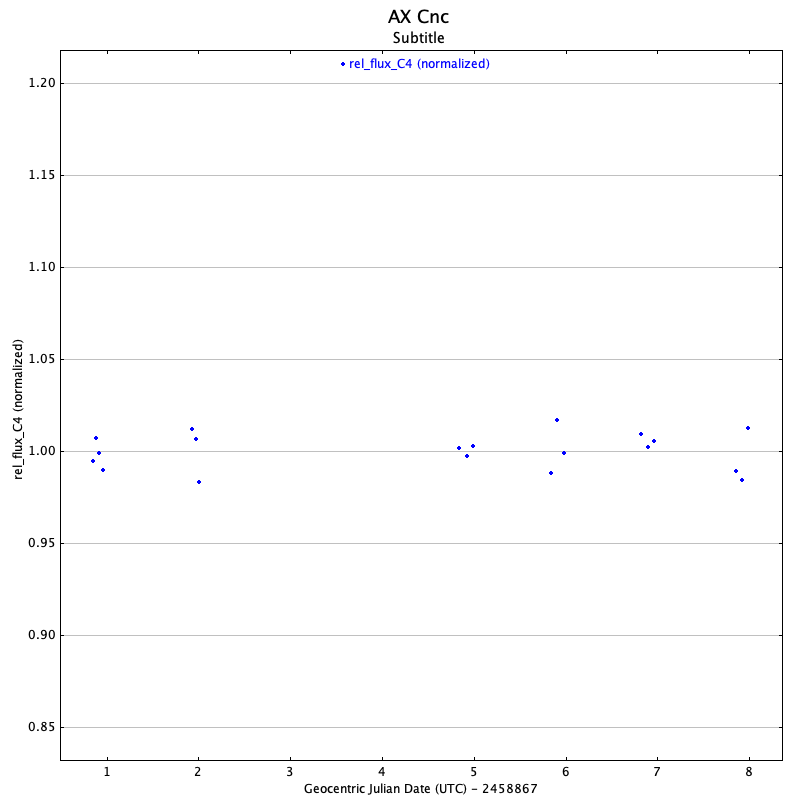 AX Cnc
Subtitle
rel_flux_C4 (normalized)
1.20
1.15
1.10
1.05
1.00
0.95
0.90
0.85
rel_flux_C4 (normalized)
1 2 3 4 5 6 7 8
Geocentric Julian Date (UTC) - 2458867